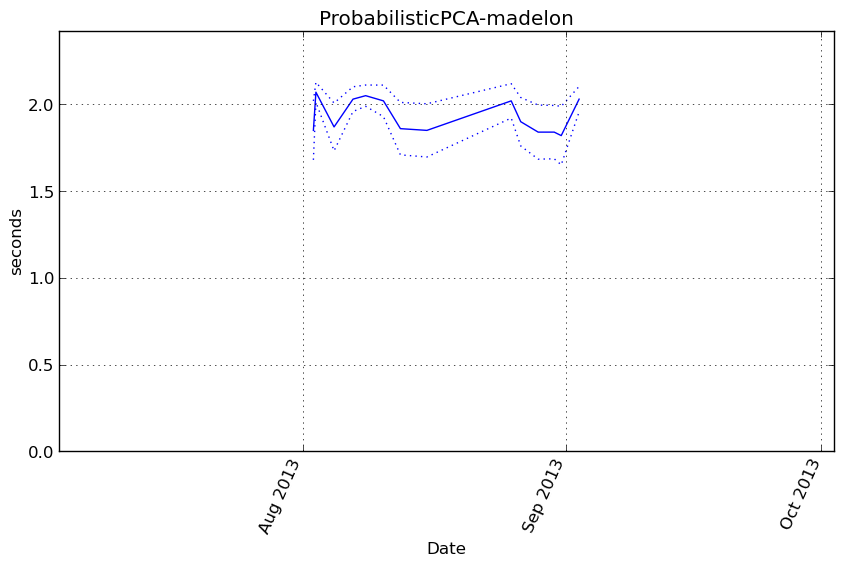 ProbabilisticPCA-madelon
2.0
1.5
1.0
0.5
0.0
seconds
Aug 2013
Sep 2013
Oct 2013
Date